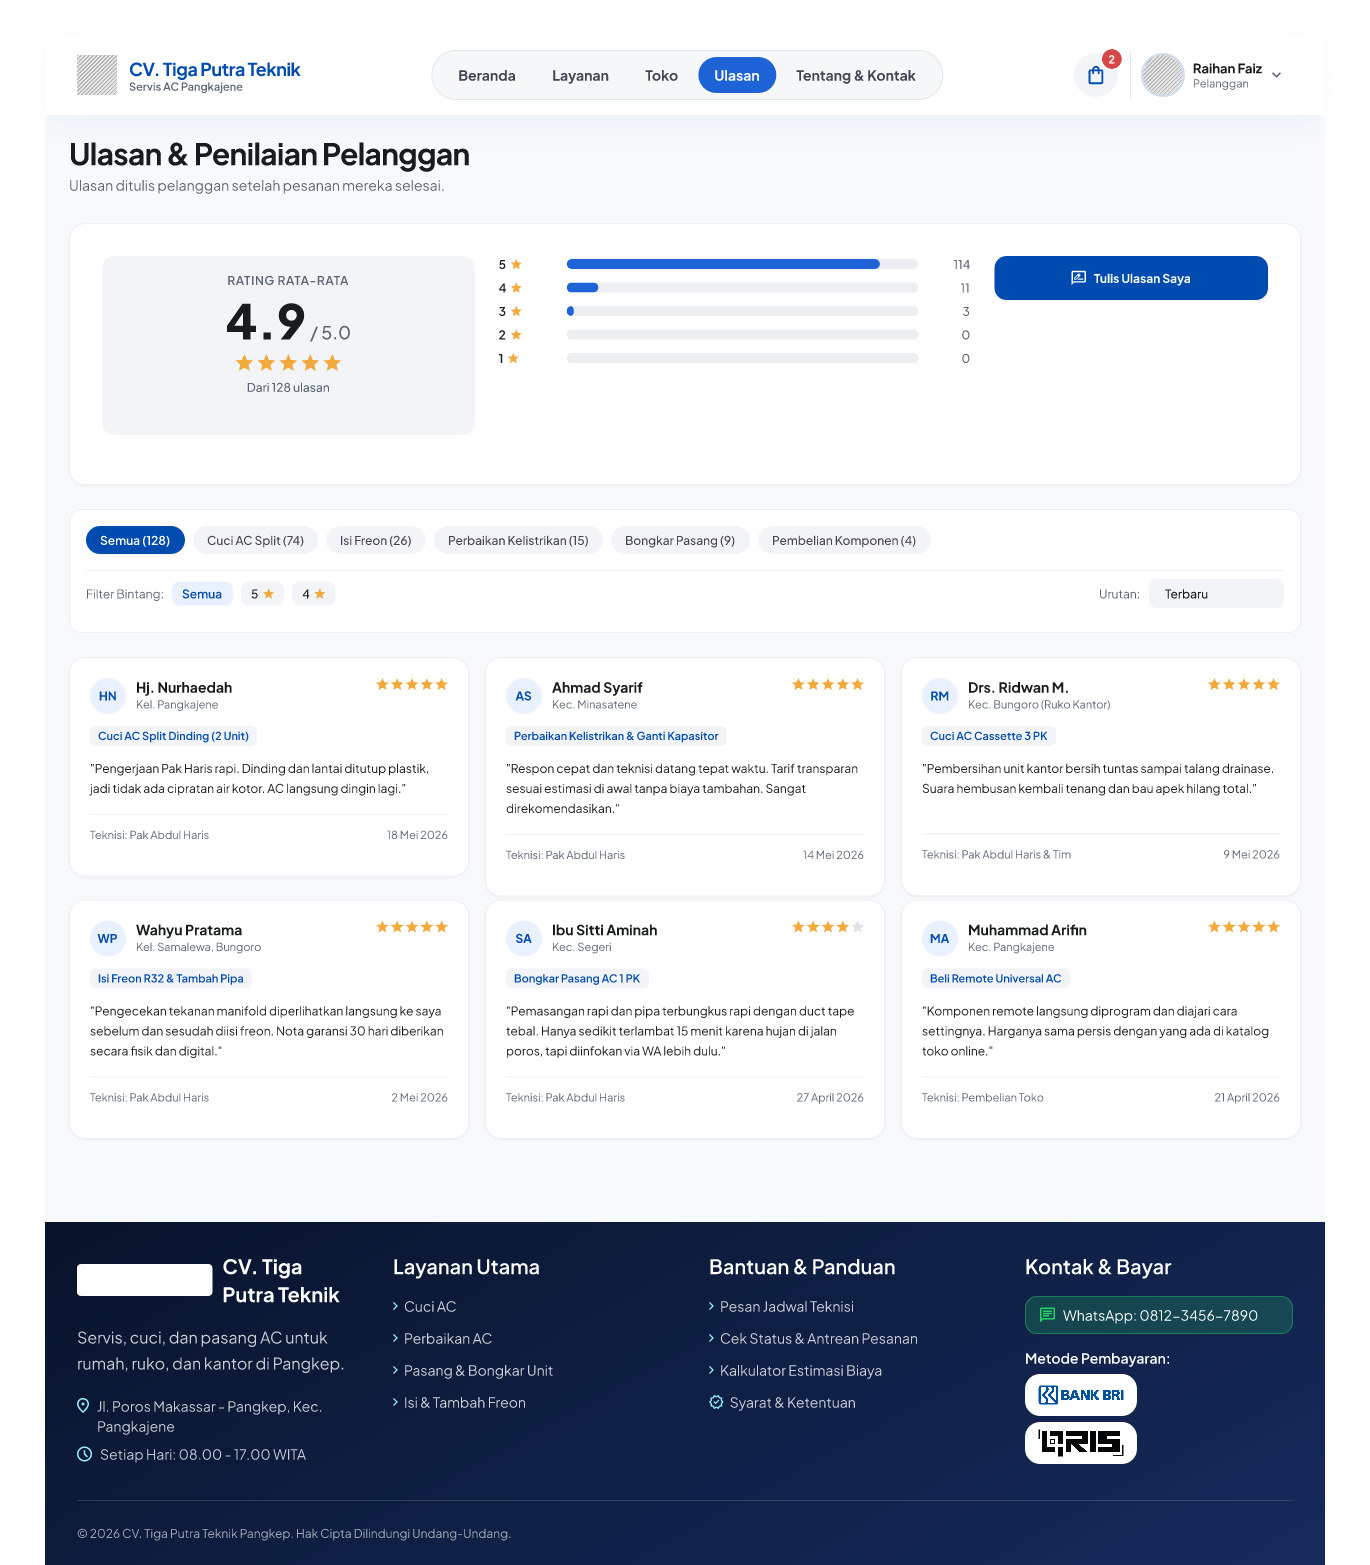 CV. Tiga Putra Teknik
Servis AC Pangkajene
Beranda
Layanan
Toko
Ulasan
Tentang & Kontak
2
Raihan Faiz
Pelanggan
Ulasan & Penilaian Pelanggan
Ulasan ditulis pelanggan setelah pesanan mereka selesai.
RATING RATA-RATA
4.9 / 5.0
Dari 128 ulasan
5 114
4 11
3 3
2 0
1 0
Tulis Ulasan Saya
Semua (128)
Cuci AC Split (74)
Isi Freon (26)
Perbaikan Kelistrikan (15)
Bongkar Pasang (9)
Pembelian Komponen (4)
Filter Bintang:
Semua
5
4
Urutan:
Terbaru
HN
Hj. Nurhaedah
Kel. Pangkajene
Cuci AC Split Dinding (2 Unit)
"Pengerjaan Pak Haris rapi. Dinding dan lantai ditutup plastik,
jadi tidak ada cipratan air kotor. AC langsung dingin lagi."
Teknisi: Pak Abdul Haris
18 Mei 2026
AS
Ahmad Syarif
Kec. Minasatene
Perbaikan Kelistrikan & Ganti Kapasitor
"Respon cepat dan teknisi datang tepat waktu. Tarif transparan
sesuai estimasi di awal tanpa biaya tambahan. Sangat
direkomendasikan."
Teknisi: Pak Abdul Haris
14 Mei 2026
RM
Drs. Ridwan M.
Kec. Bungoro (Ruko Kantor)
Cuci AC Cassette 3 PK
"Pembersihan unit kantor bersih tuntas sampai talang drainase.
Suara hembusan kembali tenang dan bau apek hilang total."
Teknisi: Pak Abdul Haris & Tim
9 Mei 2026
WP
Wahyu Pratama
Kel. Samalewa, Bungoro
Isi Freon R32 & Tambah Pipa
"Pengecekan tekanan manifold diperlihatkan langsung ke saya
sebelum dan sesudah diisi freon. Nota garansi 30 hari diberikan
secara fisik dan digital."
Teknisi: Pak Abdul Haris
2 Mei 2026
SA
Ibu Sitti Aminah
Kec. Segeri
Bongkar Pasang AC 1 PK
"Pemasangan rapi dan pipa terbungkus rapi dengan duct tape
tebal. Hanya sedikit terlambat 15 menit karena hujan di jalan
poros, tapi diinfokan via WA lebih dulu."
Teknisi: Pak Abdul Haris
27 April 2026
MA
Muhammad Arifin
Kec. Pangkajene
Beli Remote Universal AC
"Komponen remote langsung diprogram dan diajari cara
settingnya. Harganya sama persis dengan yang ada di katalog
toko online."
Teknisi: Pembelian Toko
21 April 2026
CV. Tiga
Putra Teknik
Servis, cuci, dan pasang AC untuk
rumah, ruko, dan kantor di Pangkep.
Jl. Poros Makassar - Pangkep, Kec.
Pangkajene
Setiap Hari: 08.00 - 17.00 WITA
Layanan Utama
Cuci AC
Perbaikan AC
Pasang & Bongkar Unit
Isi & Tambah Freon
Bantuan & Panduan
Pesan Jadwal Teknisi
Cek Status & Antrean Pesanan
Kalkulator Estimasi Biaya
Syarat & Ketentuan
Kontak & Bayar
WhatsApp: 0812-3456-7890
Metode Pembayaran:
BANK BRI
QRIS
© 2026 CV. Tiga Putra Teknik Pangkep. Hak Cipta Dilindungi Undang-Undang.